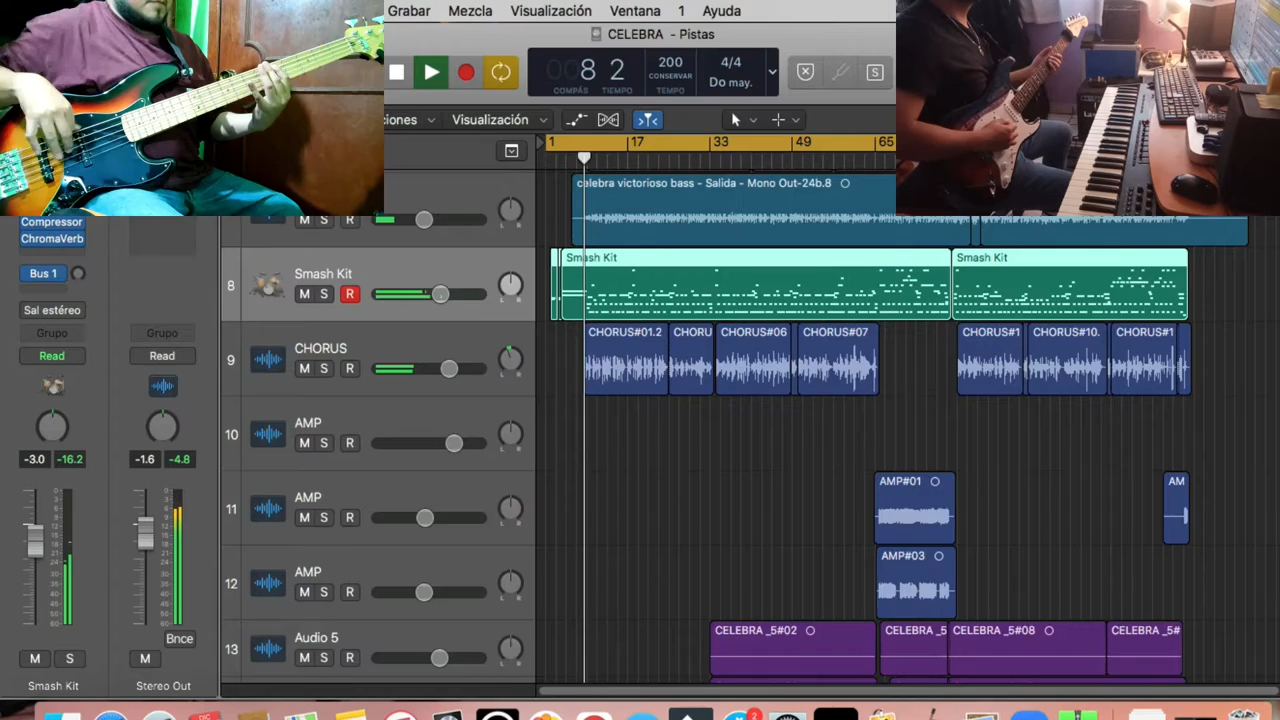 Grabar Mezcla Visualización Ventana 1 Ayuda
CELEBRA - Pistas
008 2
COMPÁS TIEMPO
200
CONSERVAR
TEMPO
4/4
Do may.
S
ciones Visualización
1 17 33 49 65
celebra victorioso bass - Salida - Mono Out-24b.8
M S R
L R
Compressor
ChromaVerb
Bus 1
Sal estéreo
Grupo Grupo
Read Read
-3.0 -16.2 -1.6 -4.8
Bnce
M S M
Smash Kit Stereo Out
8 Smash Kit
M S R
L R
Smash Kit Smash Kit
9 CHORUS
M S R
L R
CHORUS#01.2 CHORU CHORUS#06 CHORUS#07 CHORUS#1 CHORUS#10. CHORUS#1
10 AMP
M S R
L R
11 AMP
M S R
L R
AMP#01 AM
12 AMP
M S R
L R
AMP#03
13 Audio 5
M S R
L R
CELEBRA _5#02 CELEBRA _5 CELEBRA _5#08 CELEBRA _5#
DIC
2